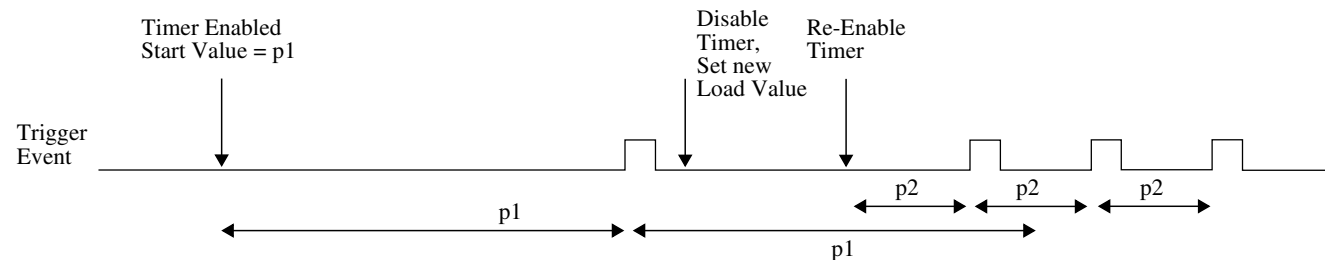 Timer Enabled
Start Value = p1
Disable
Timer,
Set new
Load Value
Re-Enable
Timer
Trigger
Event
p2
p2
p2
p1
p1